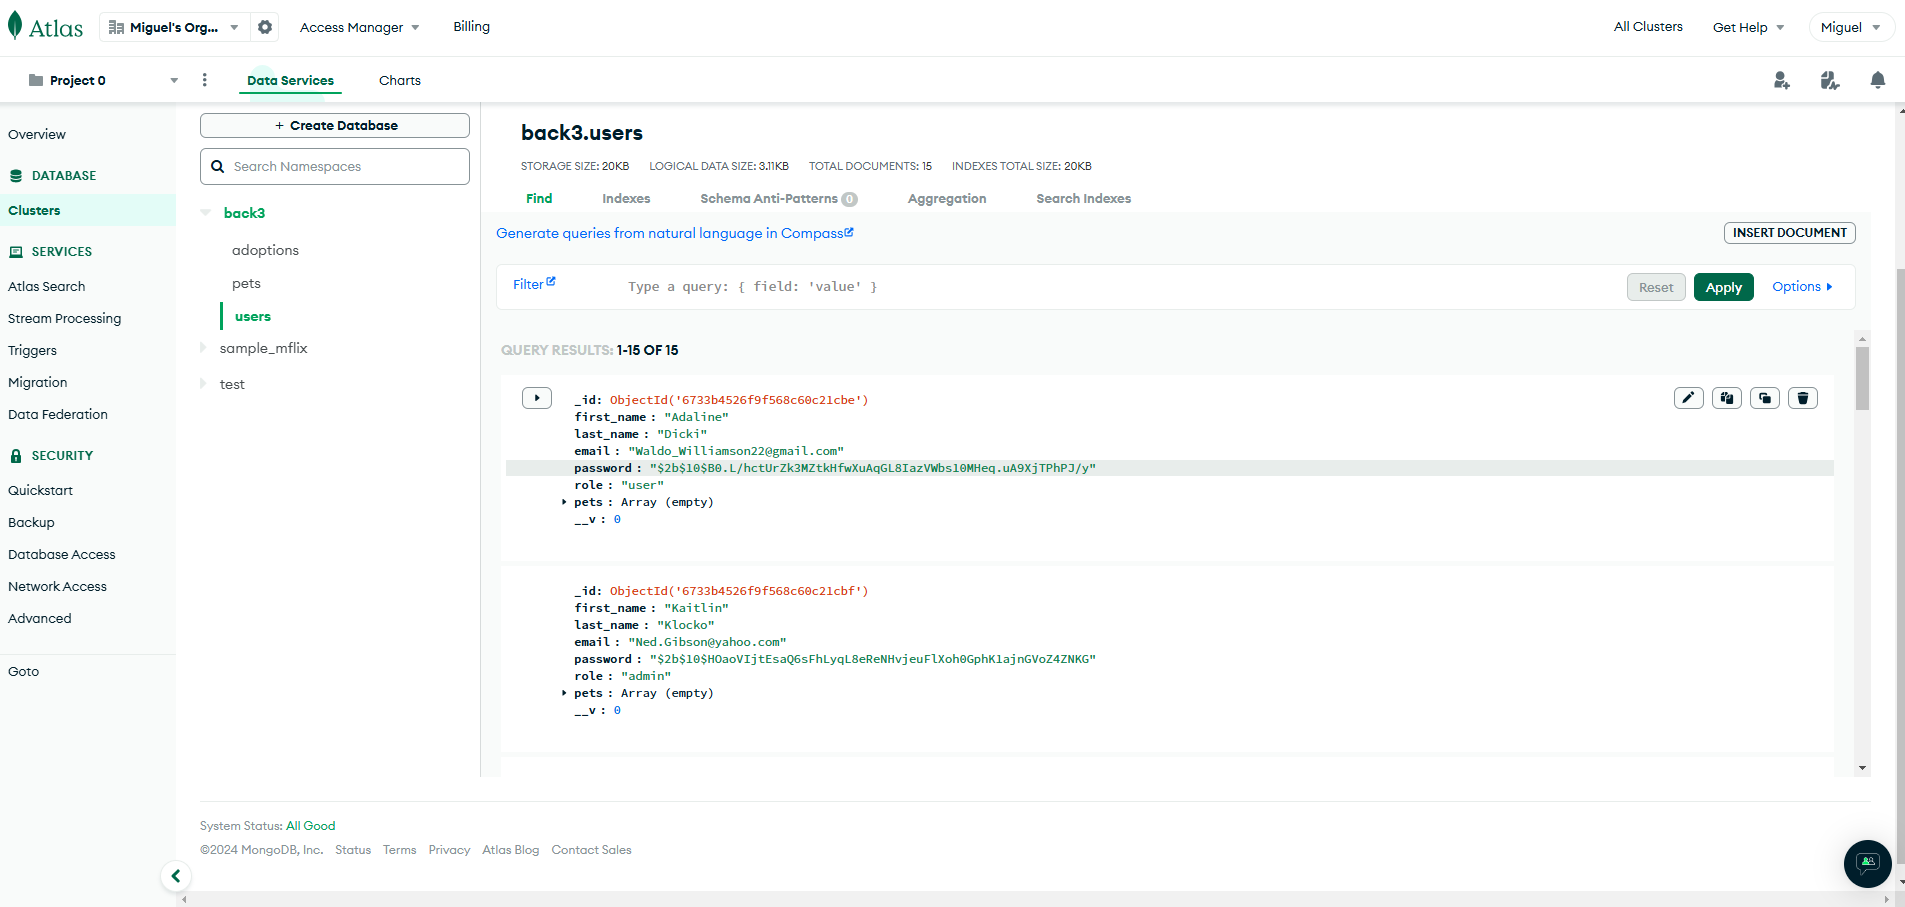 Atlas
Miguel's Org...
Access Manager
Billing
All Clusters
Get Help
Miguel
Project 0
Data Services
Charts
Overview
DATABASE
Clusters
SERVICES
Atlas Search
Stream Processing
Triggers
Migration
Data Federation
SECURITY
Quickstart
Backup
Database Access
Network Access
Advanced
Goto
+ Create Database
Search Namespaces
back3
adoptions
pets
users
sample_mflix
test
back3.users
STORAGE SIZE: 20KB LOGICAL DATA SIZE: 3.11KB TOTAL DOCUMENTS: 15 INDEXES TOTAL SIZE: 20KB
Find Indexes Schema Anti-Patterns 0 Aggregation Search Indexes
Generate queries from natural language in Compass
INSERT DOCUMENT
Filter
Type a query: { field: 'value' }
Reset
Apply
Options
QUERY RESULTS: 1-15 OF 15
_id: ObjectId('6733b4526f9f568c60c21cbe')
first_name : "Adaline"
last_name : "Dicki"
email : "Waldo_Williamson22@gmail.com"
password : "$2b$10$B0.L/hctUrZk3MZtkHfwXuAqGL8IazVWbsl0MHeq.uA9XjTPhPJ/y"
role : "user"
pets : Array (empty)
__v : 0
_id: ObjectId('6733b4526f9f568c60c21cbf')
first_name : "Kaitlin"
last_name : "Klocko"
email : "Ned.Gibson@yahoo.com"
password : "$2b$10$HOaoVIjtEsaQ6sFhLyqL8eReNHvjeuFlXoh0GphK1ajnGVoZ4ZNKG"
role : "admin"
pets : Array (empty)
__v : 0
System Status: All Good
©2024 MongoDB, Inc. Status Terms Privacy Atlas Blog Contact Sales